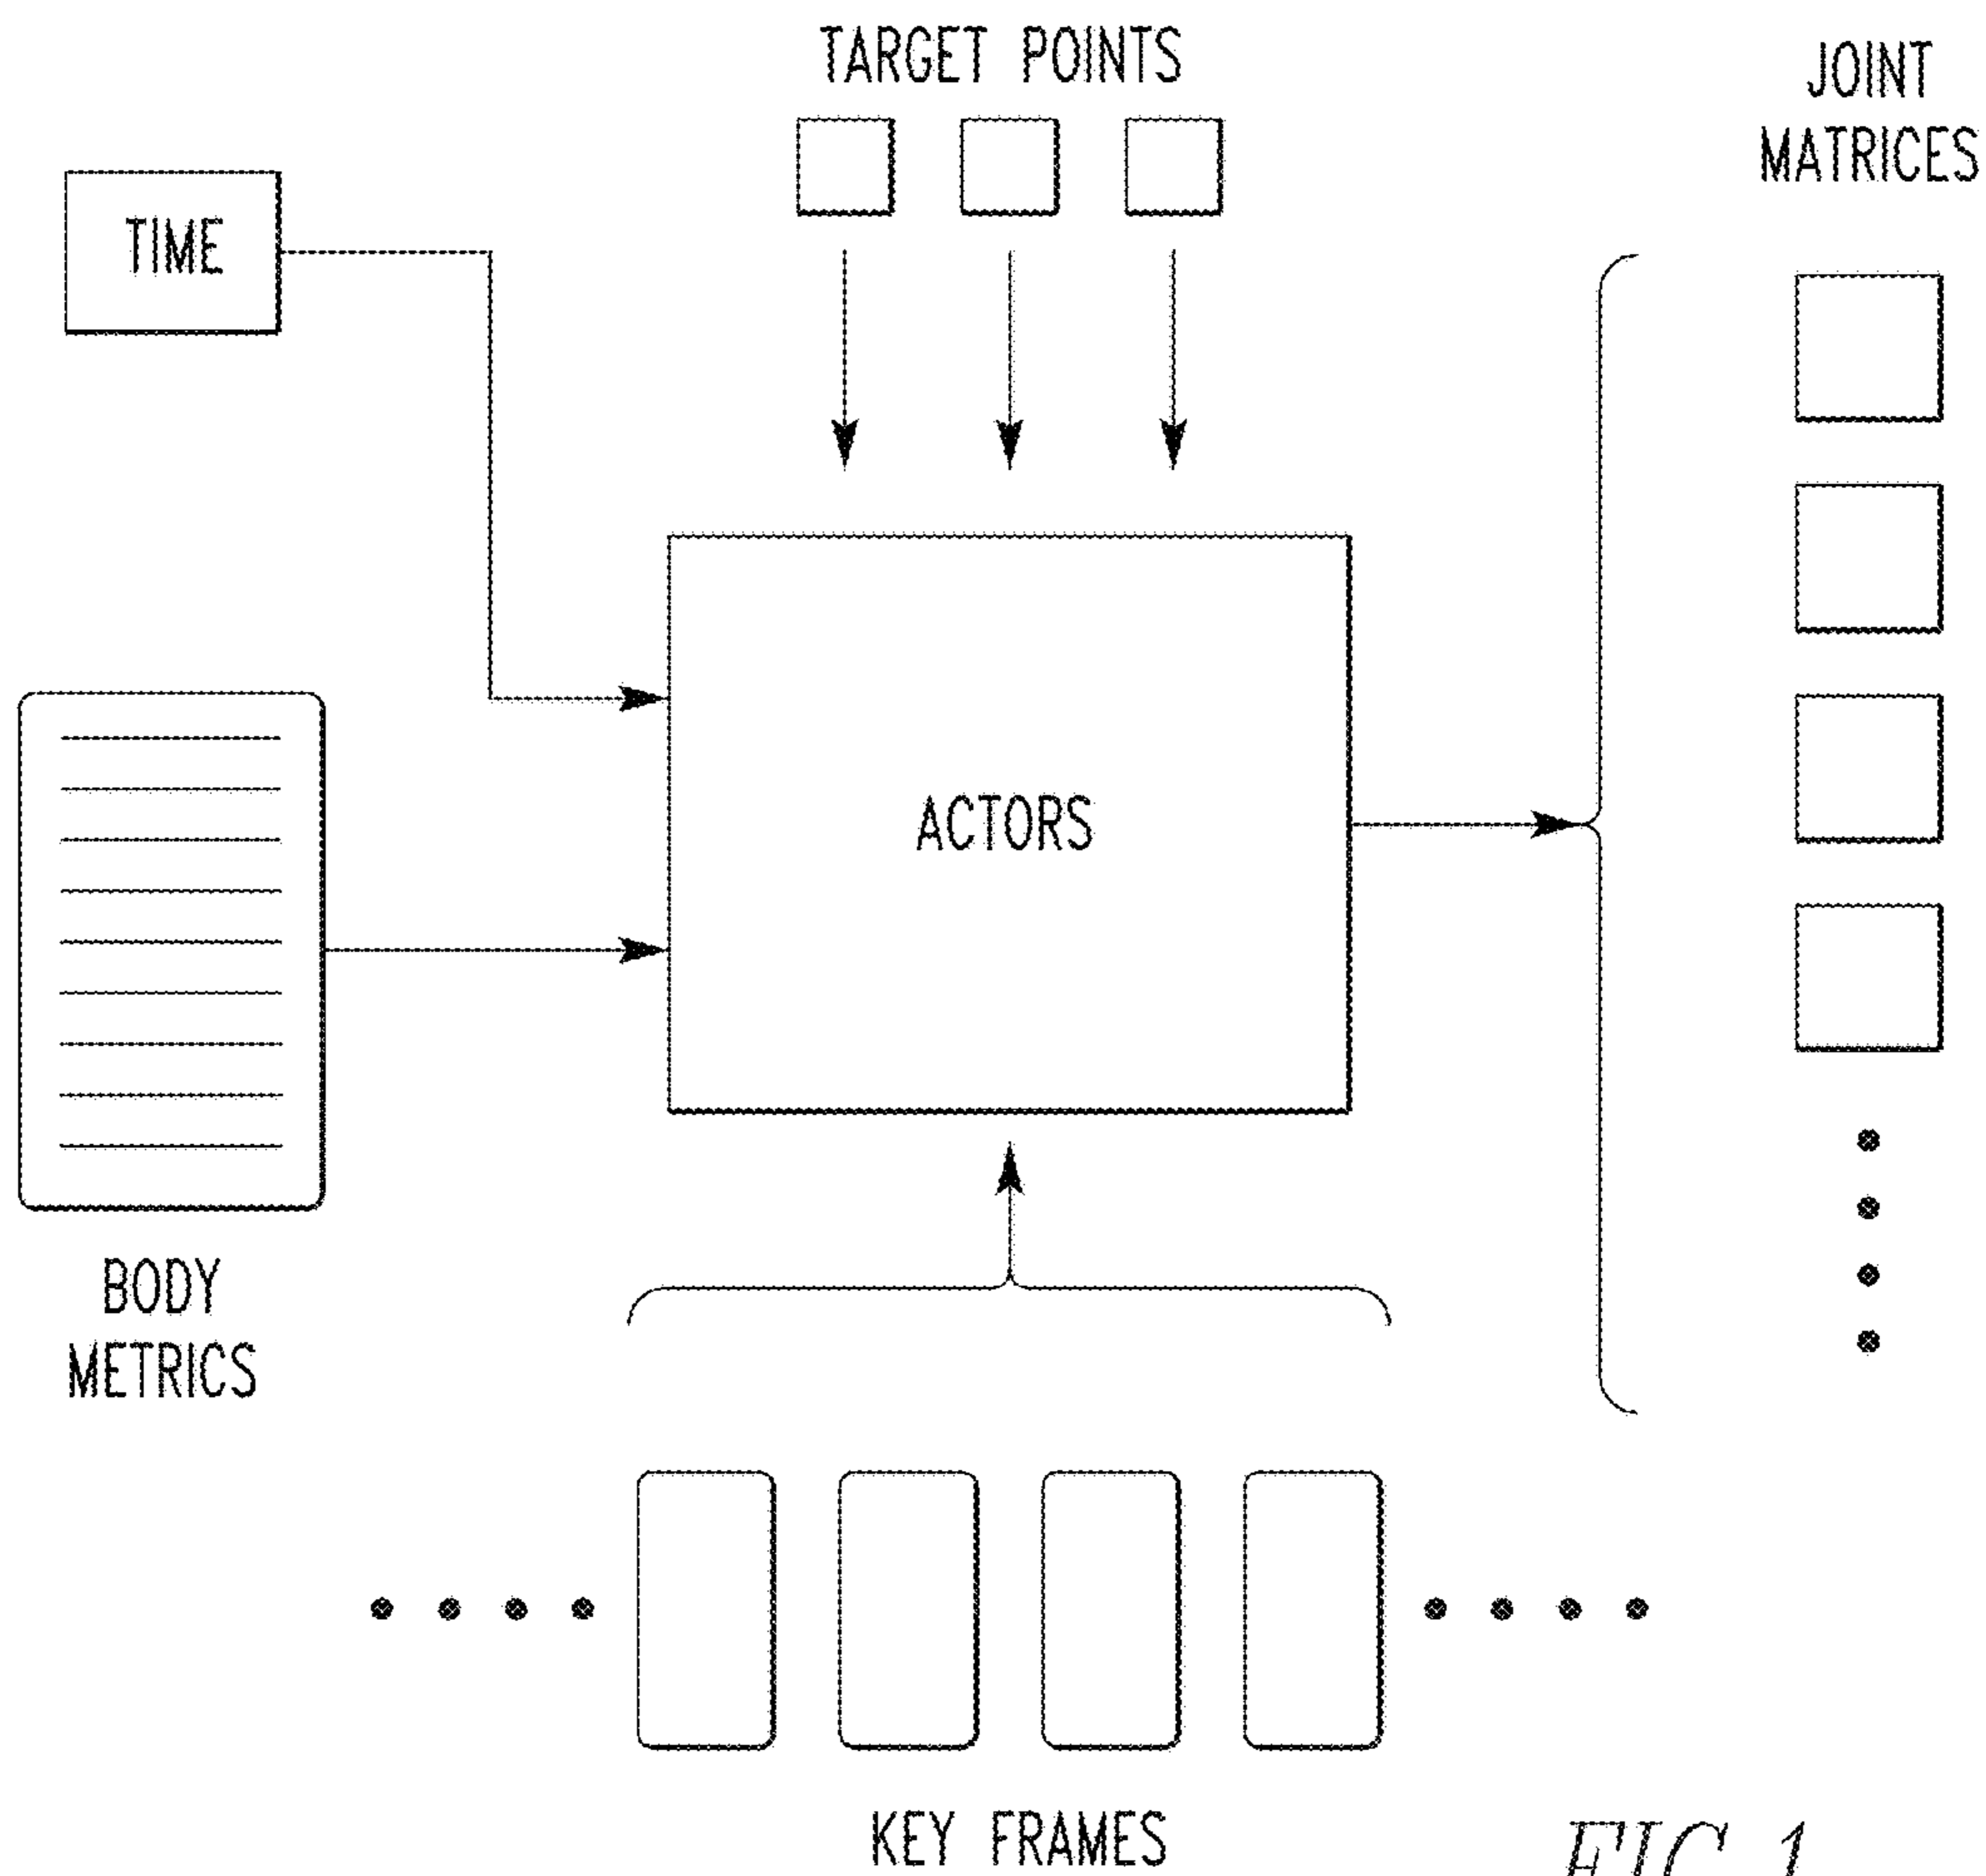 TARGET POINTS
JOINT
MATRICES
TIME
ACTORS
BODY
METRICS
KEY FRAMES
FIG. 1